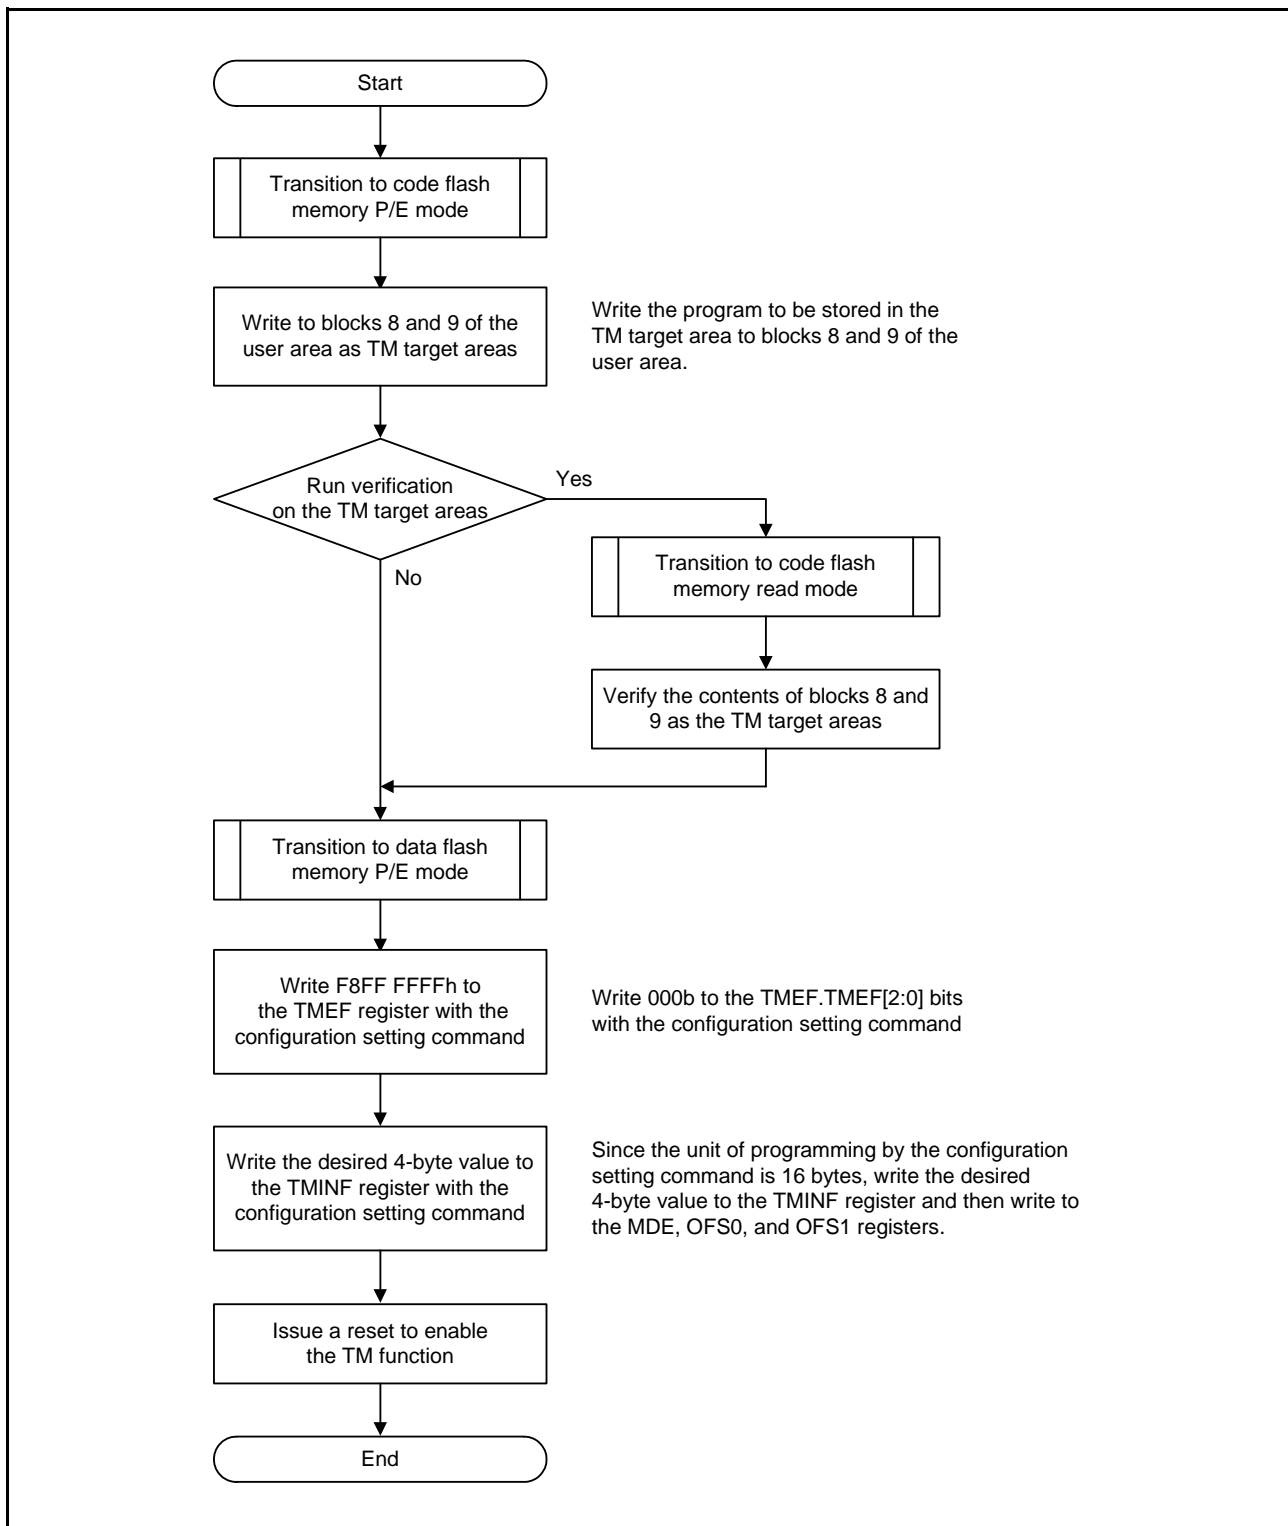 Start
Transition to code flash
memory P/E mode
Write to blocks 8 and 9 of the
user area as TM target areas
Write the program to be stored in the
TM target area to blocks 8 and 9 of the
user area.
Run verification
on the TM target areas
Yes
No
Transition to code flash
memory read mode
Verify the contents of blocks 8 and
9 as the TM target areas
Transition to data flash
memory P/E mode
Write F8FF FFFFh to
the TMEF register with the
configuration setting command
Write 000b to the TMEF.TMEF[2:0] bits
with the configuration setting command
Write the desired 4-byte value to
the TMINF register with the
configuration setting command
Since the unit of programming by the configuration
setting command is 16 bytes, write the desired
4-byte value to the TMINF register and then write to
the MDE, OFS0, and OFS1 registers.
Issue a reset to enable
the TM function
End